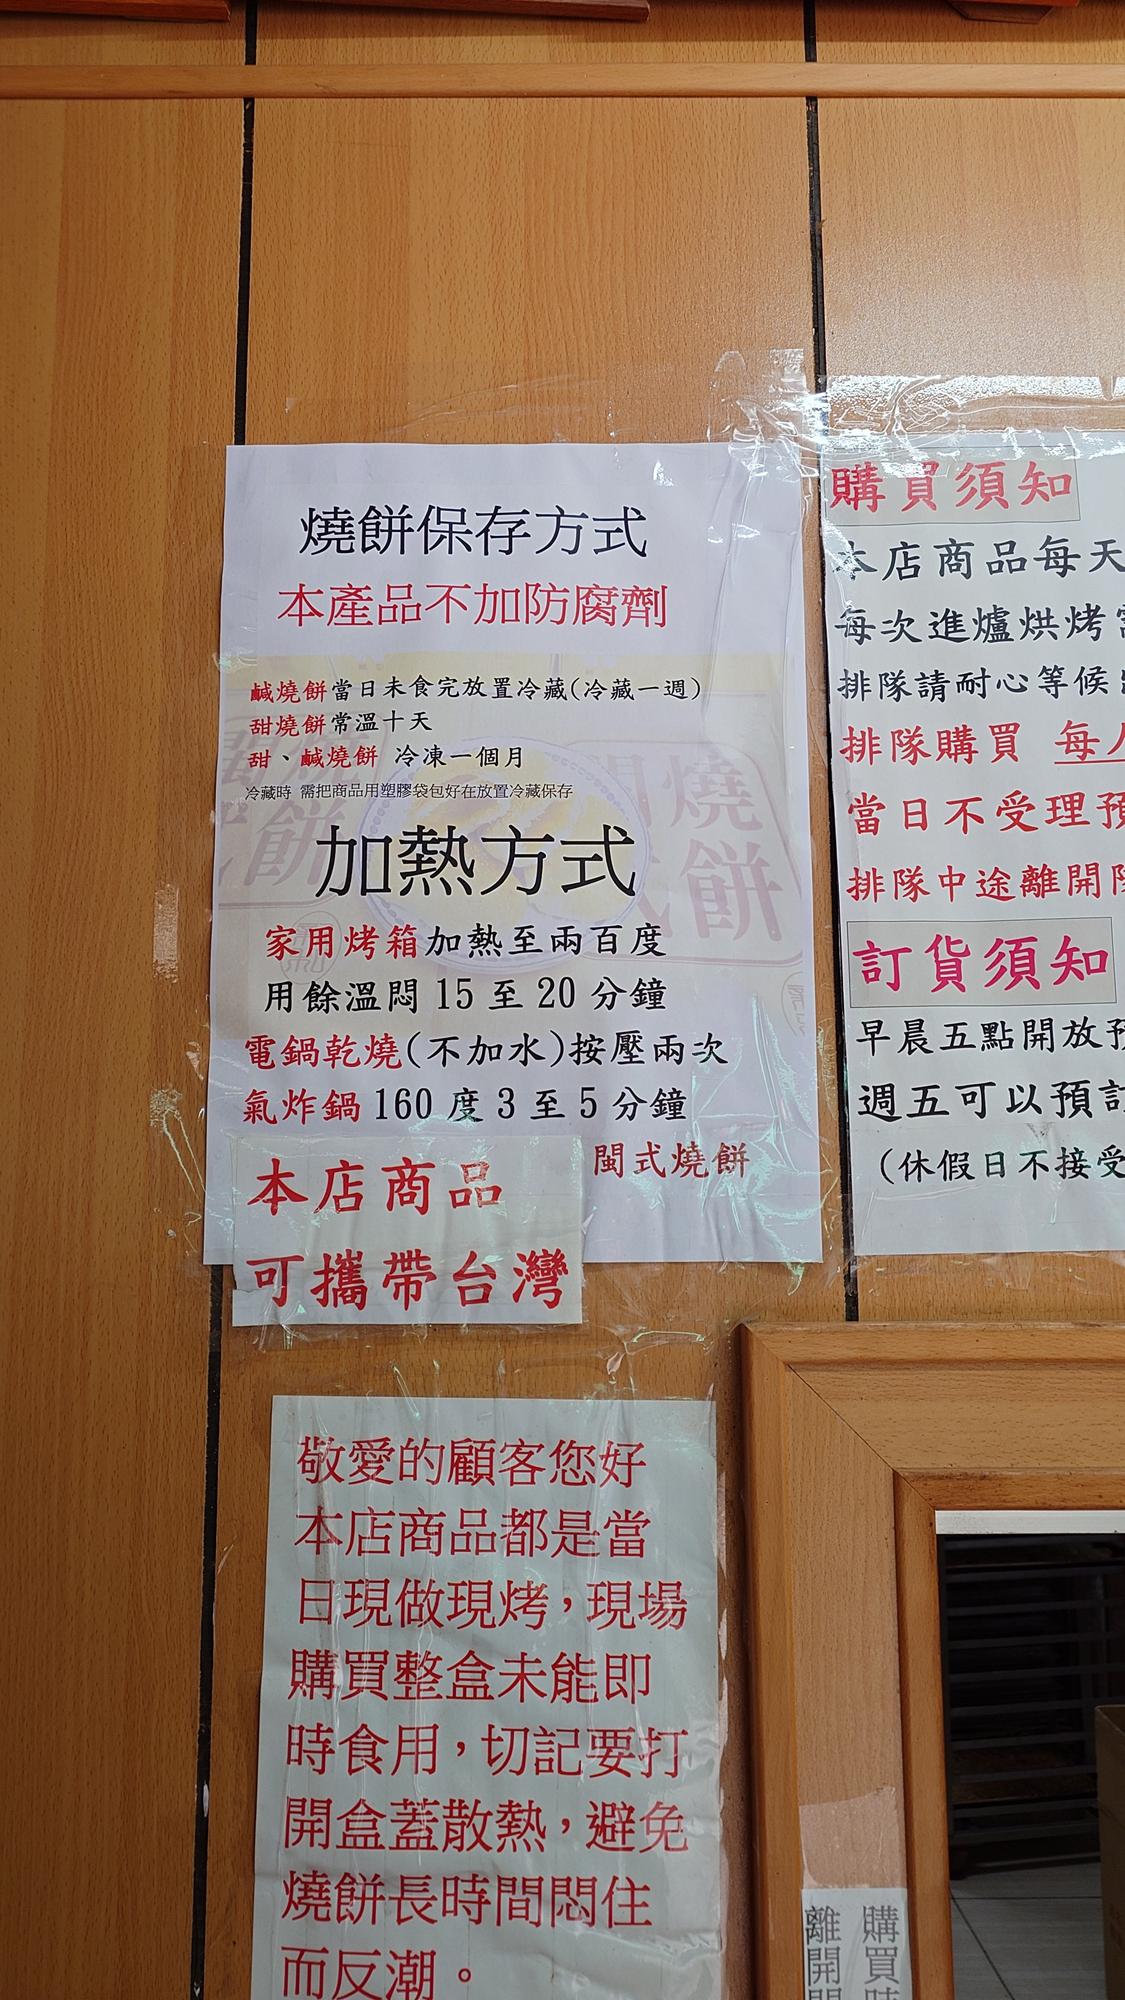 燒餅保存方式
本產品不加防腐劑
鹹燒餅當日未食完放置冷藏(冷藏一週)
甜燒餅常溫十天
甜、鹹燒餅 冷凍一個月
冷藏時 需把商品用塑膠袋包好在放置冷藏保存
加熱方式
家用烤箱加熱至兩百度
用餘溫悶 15 至 20 分鐘
電鍋乾燒(不加水)按壓兩次
氣炸鍋 160 度 3 至 5 分鐘
閩式燒餅
本店商品
可攜帶台灣
購買須知
本店商品每天
每次進爐烘烤
排隊請耐心等候
排隊購買 每人
當日不受理預
排隊中途離開隊
訂貨須知
早晨五點開放預
週五可以預訂
(休假日不接受
敬愛的顧客您好
本店商品都是當
日現做現烤，現場
購買整盒未能即
時食用，切記要打
開盒蓋散熱，避免
燒餅長時間悶住
而反潮。
購買時
離開